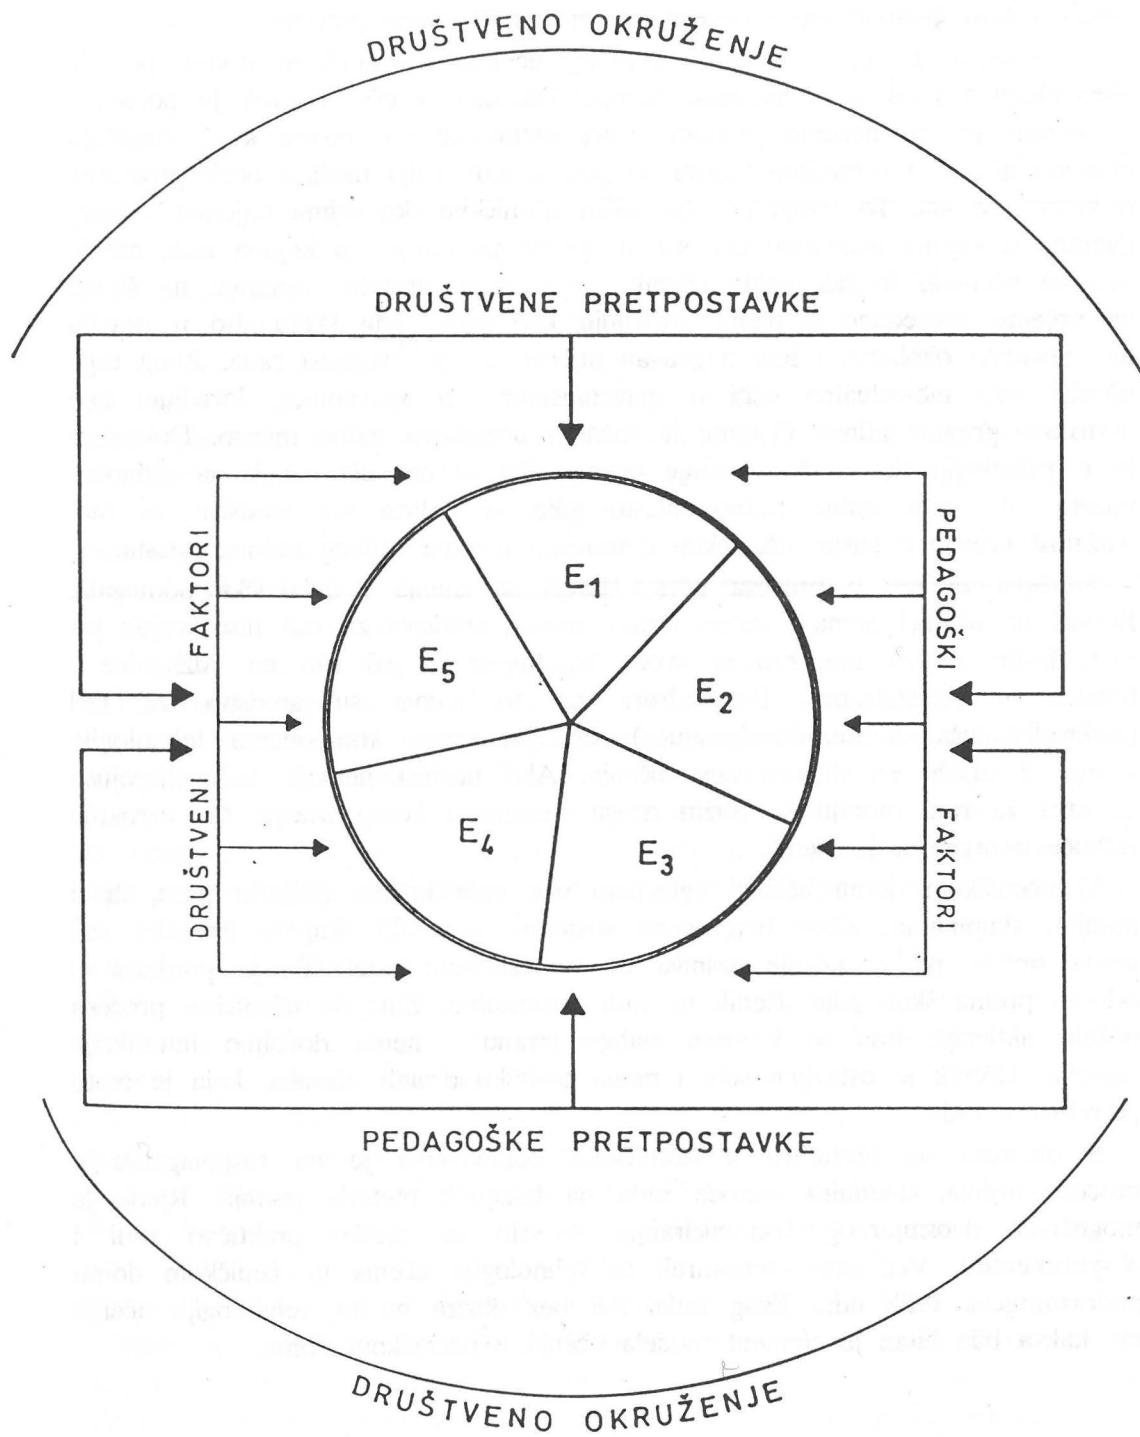 DRUŠTVENO OKRUŽENJE
DRUŠTVENE PRETPOSTAVKE
DRUŠTVENI FAKTORI
PEDAGOŠKI FAKTORI
E1
E2
E3
E4
E5
PEDAGOŠKE PRETPOSTAVKE
DRUŠTVENO OKRUŽENJE